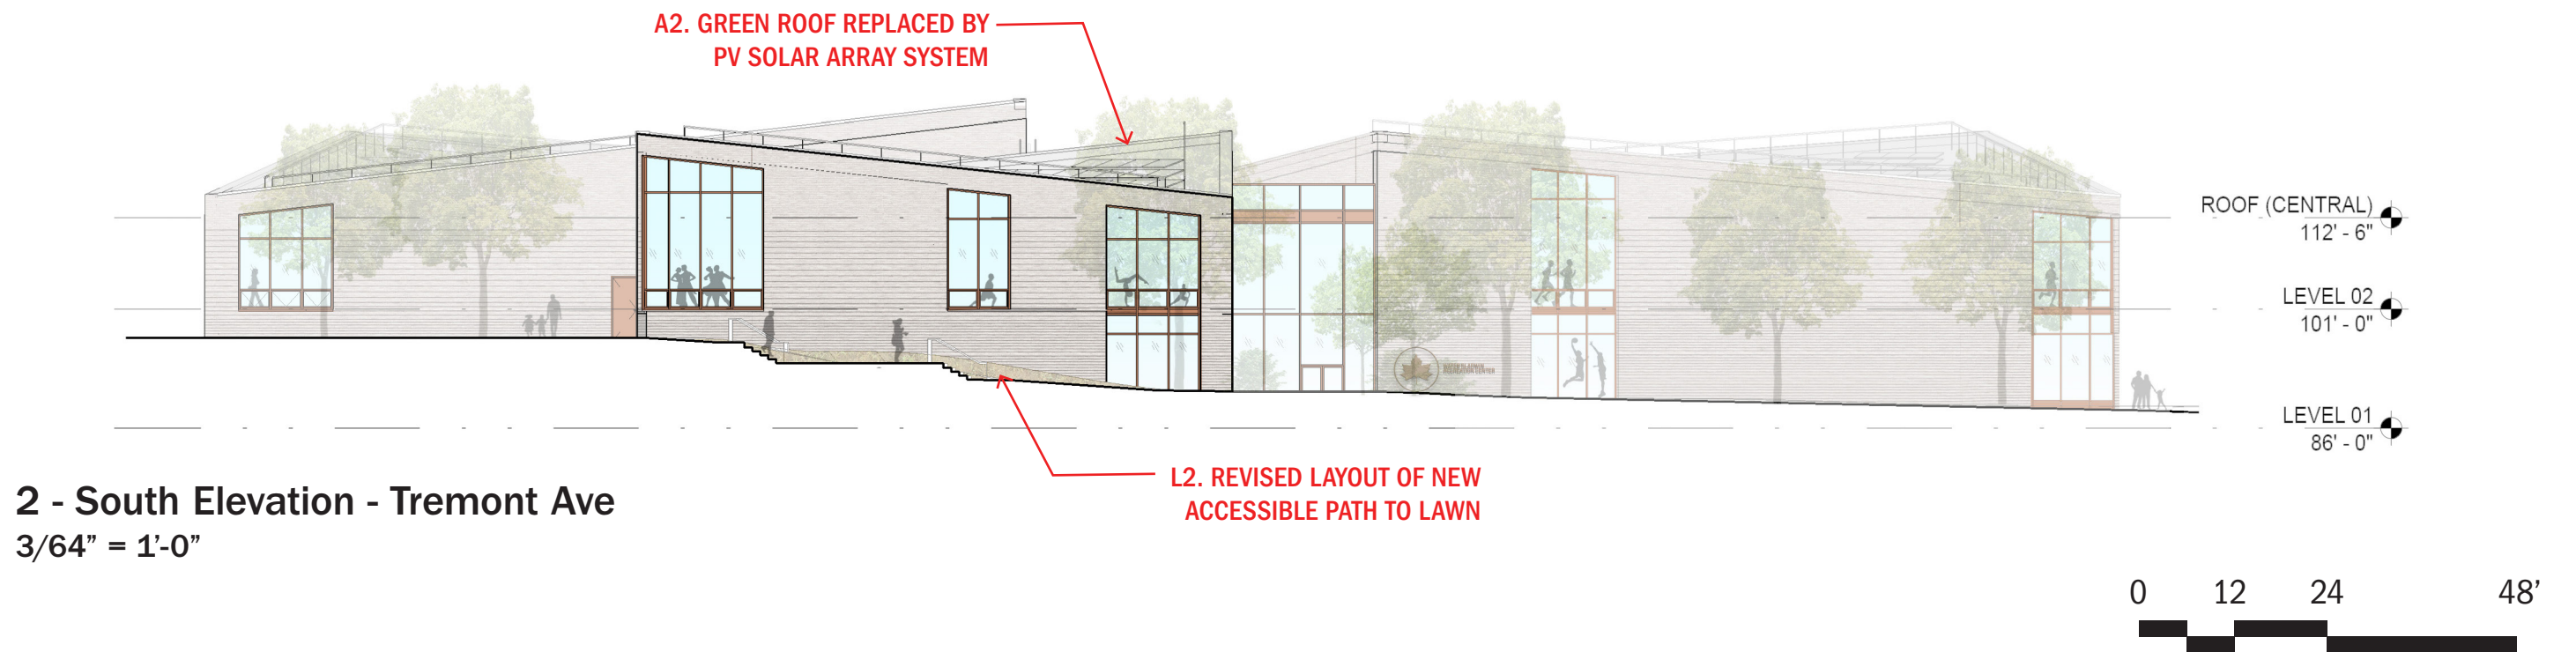 A2. GREEN ROOF REPLACED BY
PV SOLAR ARRAY SYSTEM
ROOF (CENTRAL)
112' - 6"
LEVEL 02
101' - 0"
LEVEL 01
86' - 0"
L2. REVISED LAYOUT OF NEW
ACCESSIBLE PATH TO LAWN
2 - South Elevation - Tremont Ave
3/64” = 1’-0”
0 12 24 48’